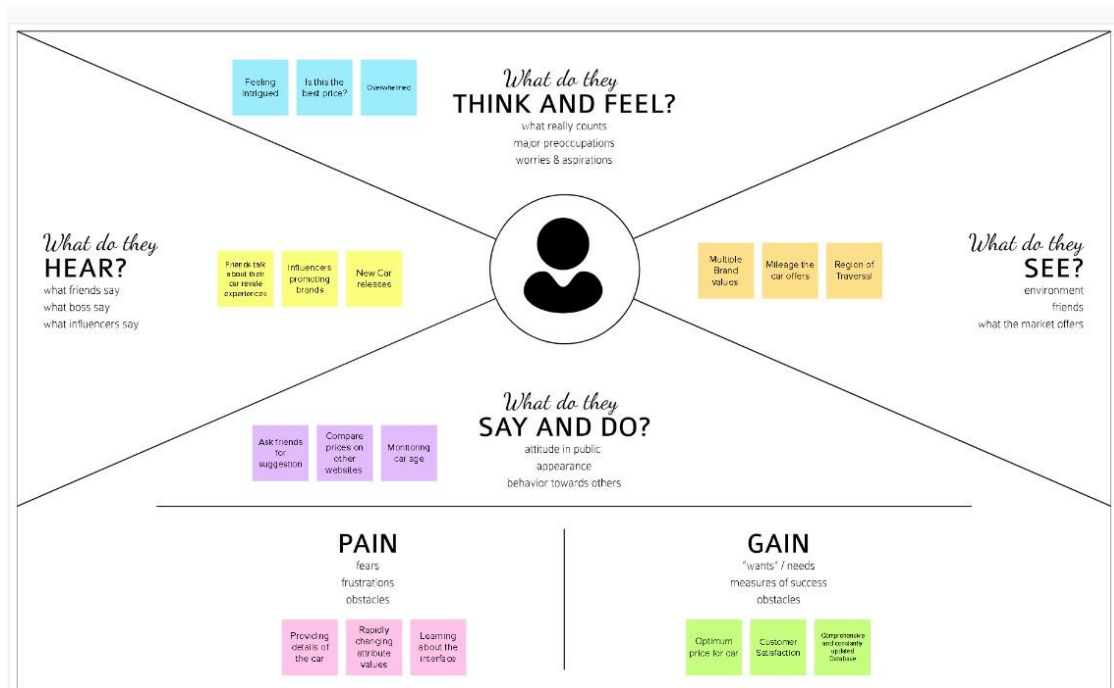 Feeling
intrigued
Is this the
best price?
Overwhelmed
What do they
THINK AND FEEL?
what really counts
major preoccupations
worries & aspirations
What do they
HEAR?
what friends say
what boss say
what influencers say
Friends talk
about their
car resale
experiences
Influencers
promoting
brands
New Car
releases
Multiple
Brand
values
Mileage the
car offers
Region of
Traversal
What do they
SEE?
environment
friends
what the market offers
What do they
SAY AND DO?
attitude in public
appearance
behavior towards others
Ask friends
for
suggestion
Compare
prices on
other
websites
Monitoring
car age
PAIN
fears
frustrations
obstacles
Providing
details of
the car
Rapidly
changing
attribute
values
Learning
about the
interface
GAIN
"wants" / needs
measures of success
obstacles
Optimum
price for car
Customer
Satisfaction
Comprehensive
and constantly
updated
Database